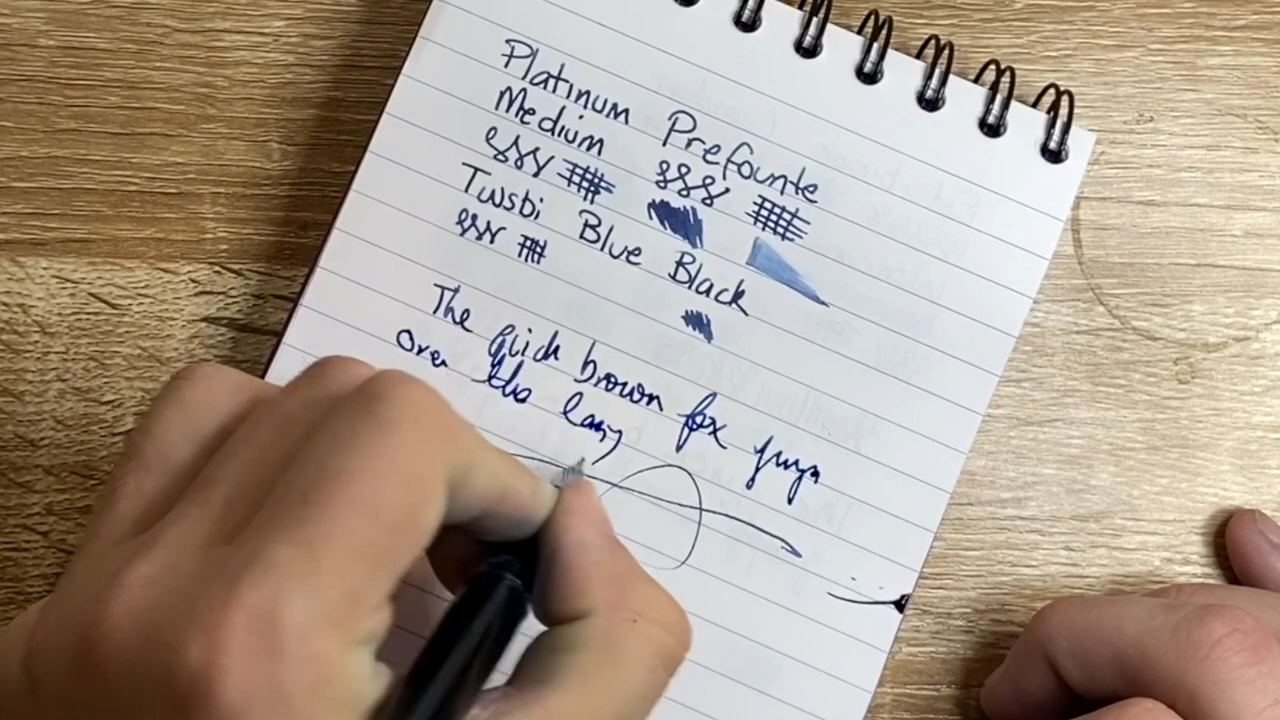 Platinum Prefounte
Medium
Twsbi Blue Black
The quick brown fox jumps
over the lazy